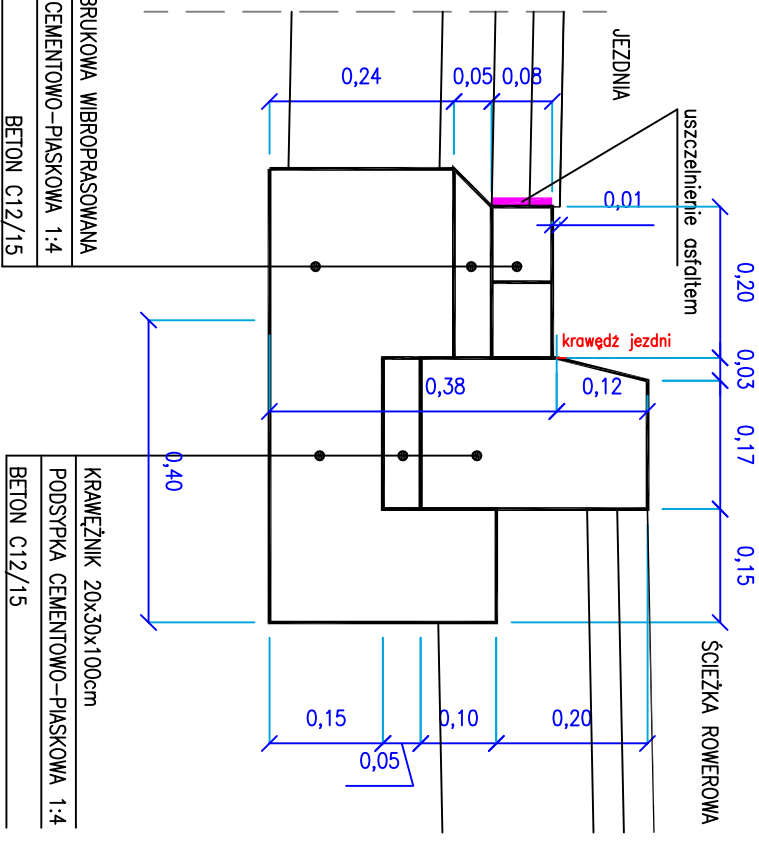 JEZDNIA
uszczelnienie asfaltem
ŚCIEŻKA ROWEROWA
0,20
0,03
0,17
0,15
0,24
0,05
0,08
0,01
krawędź jezdni
0,38
0,12
0,40
0,15
0,05
0,10
0,20
BRUKOWA WIBROPRASOWANA
CEMENTOWO-PIASKOWA 1:4
BETON C12/15
KRAWĘŻNIK 20x30x100cm
PODSYPKA CEMENTOWO-PIASKOWA 1:4
BETON C12/15